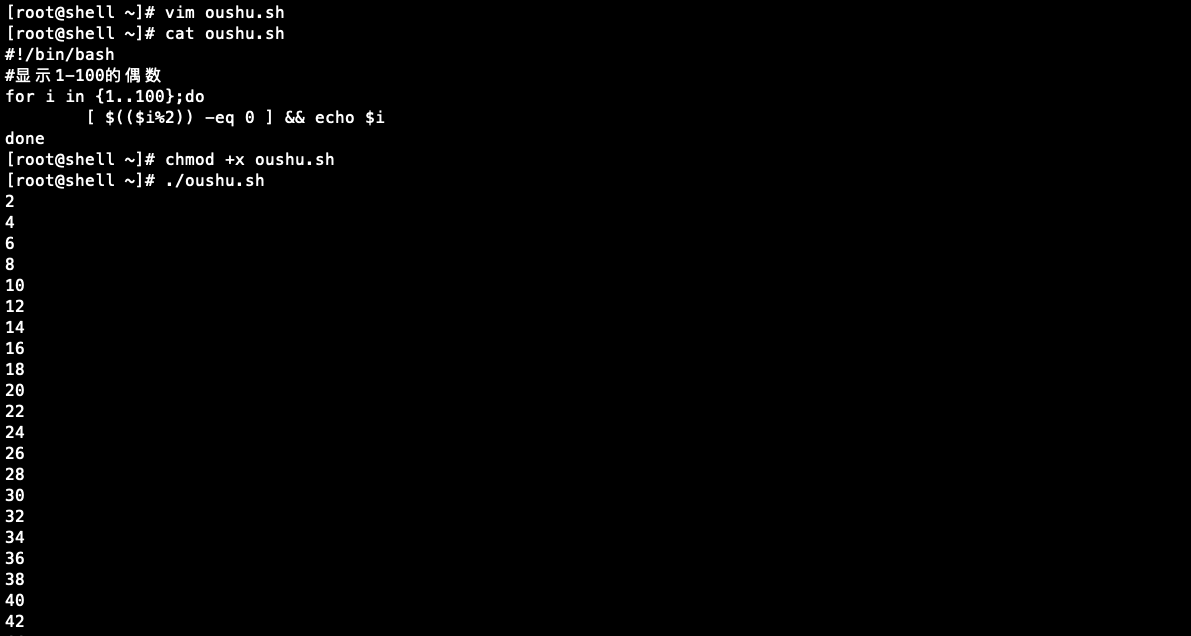 [root@shell ~]# vim oushu.sh
[root@shell ~]# cat oushu.sh
#!/bin/bash
#显示1-100的偶数
for i in {1..100};do
        [ $(($i%2)) -eq 0 ] && echo $i
done
[root@shell ~]# chmod +x oushu.sh
[root@shell ~]# ./oushu.sh
2
4
6
8
10
12
14
16
18
20
22
24
26
28
30
32
34
36
38
40
42